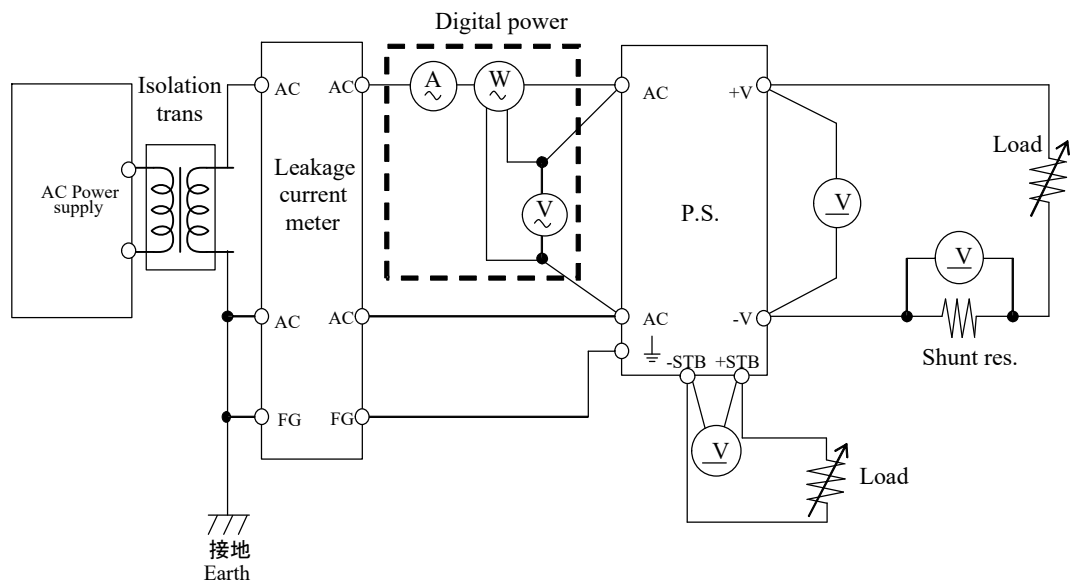 Digital power
Isolation
trans
AC Power
supply
AC
AC
A
W
AC
+V
Load
Leakage
current
meter
V
P.S.
V
V
AC
AC
AC
-V
Shunt res.
-STB
+STB
FG
FG
V
Load
接地
Earth